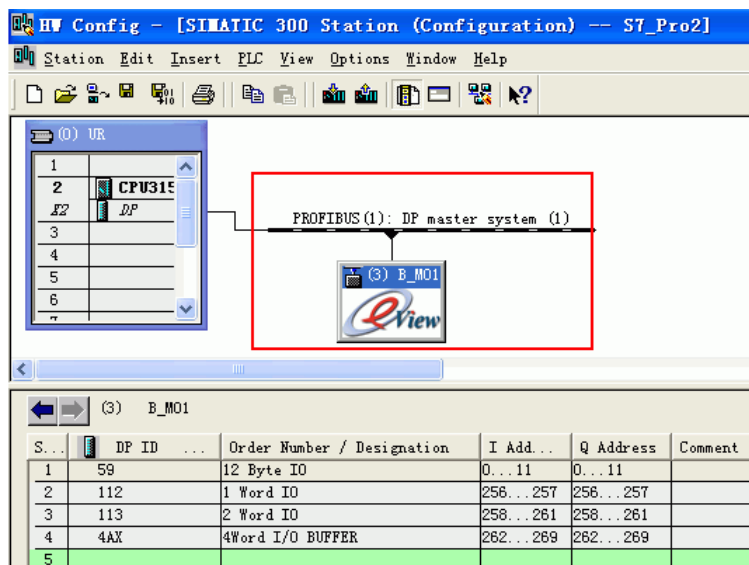 HW Config - [SIMATIC 300 Station (Configuration) -- S7_Pro2]
Station Edit Insert PLC View Options Window Help
(0) UR
1
2 CPU315
X2 DP
3
4
5
6
PROFIBUS(1): DP master system (1)
(3) B_MO1
eView
(3) B_MO1
S... DP ID ... Order Number / Designation I Add... Q Address Comment
1 59 12 Byte IO 0...11 0...11
2 112 1 Word IO 256...257 256...257
3 113 2 Word IO 258...261 258...261
4 4AX 4Word I/O BUFFER 262...269 262...269
5